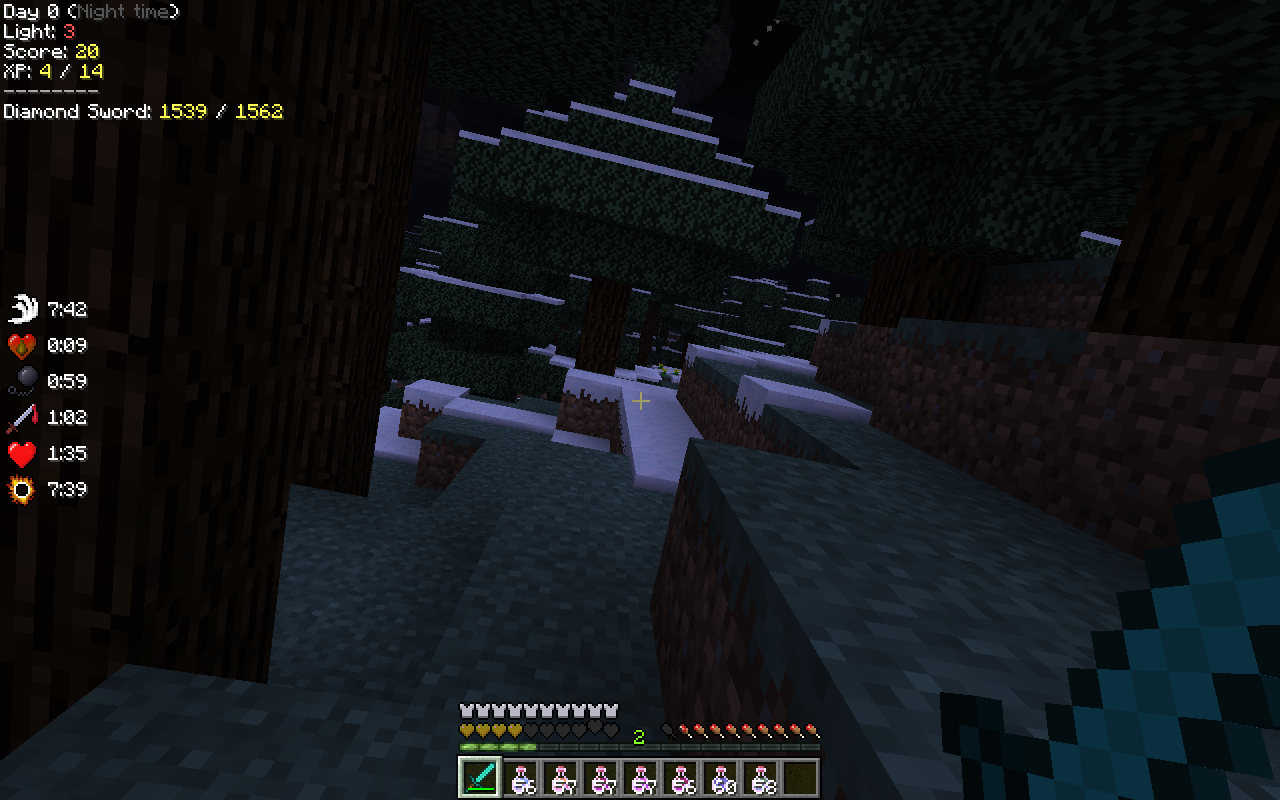 Day 0 (Night time)
Light: 3
Score: 20
XP: 4 / 14
--------
Diamond Sword: 1539 / 1562
7:42
0:09
0:59
1:02
1:35
7:39
2